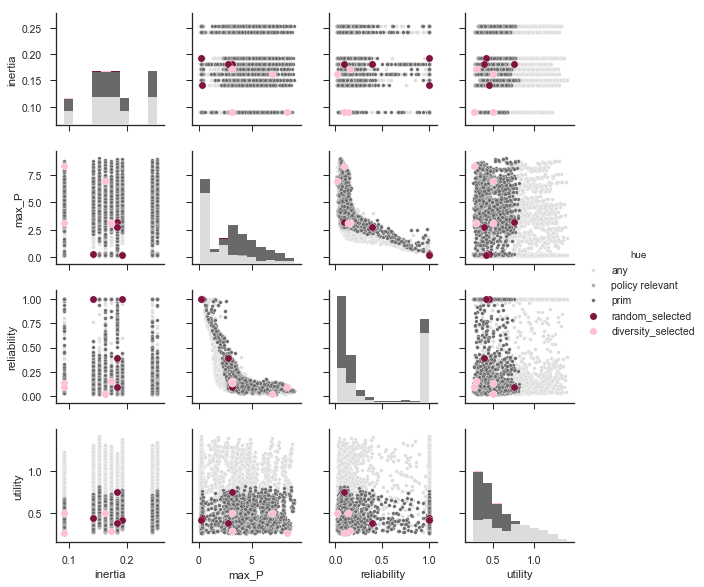 0.25
0.20
0.15
0.10
inertia
7.5
5.0
2.5
0.0
max_P
1.00
0.75
0.50
0.25
0.00
reliability
1.0
0.5
utility
0.1 0.2
inertia
0 5
max_P
0.0 0.5 1.0
reliability
0.5 1.0
utility
hue
any
policy relevant
prim
random_selected
diversity_selected